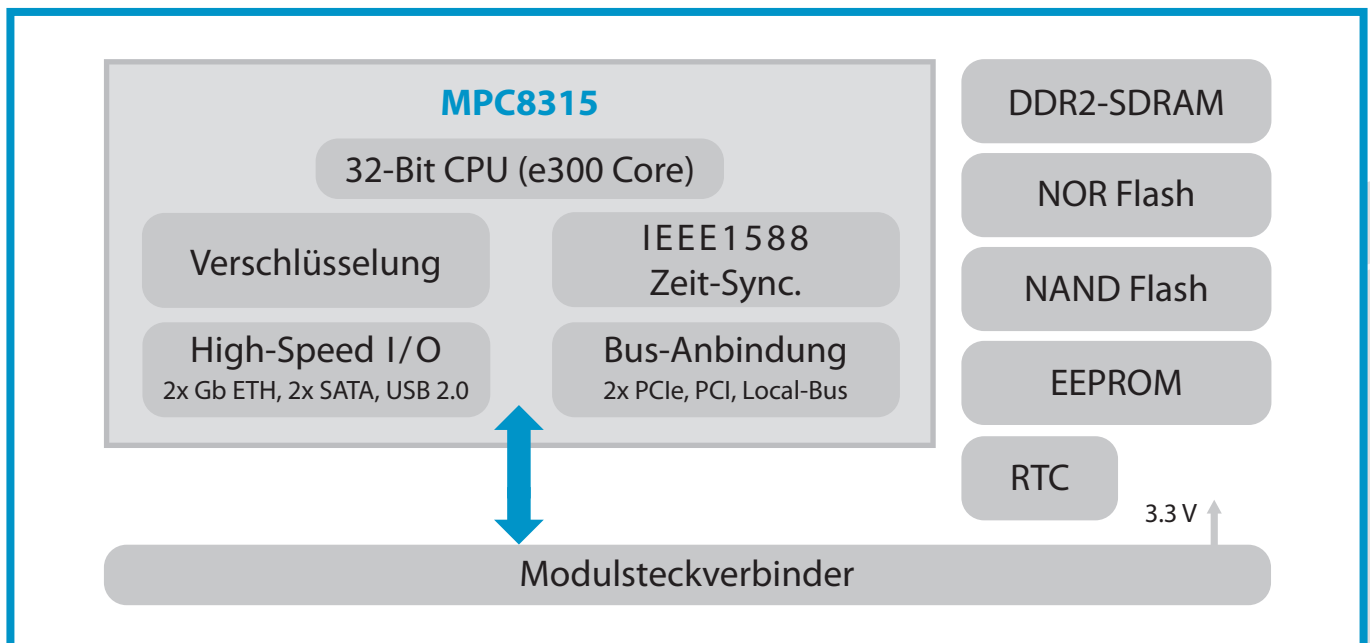 MPC8315
32-Bit CPU (e300 Core)
Verschlüsselung
IEEE1588
Zeit-Sync.
High-Speed I/O
2x Gb ETH, 2x SATA, USB 2.0
Bus-Anbindung
2x PCIe, PCI, Local-Bus
DDR2-SDRAM
NOR Flash
NAND Flash
EEPROM
RTC
3.3 V
Modulsteckverbinder